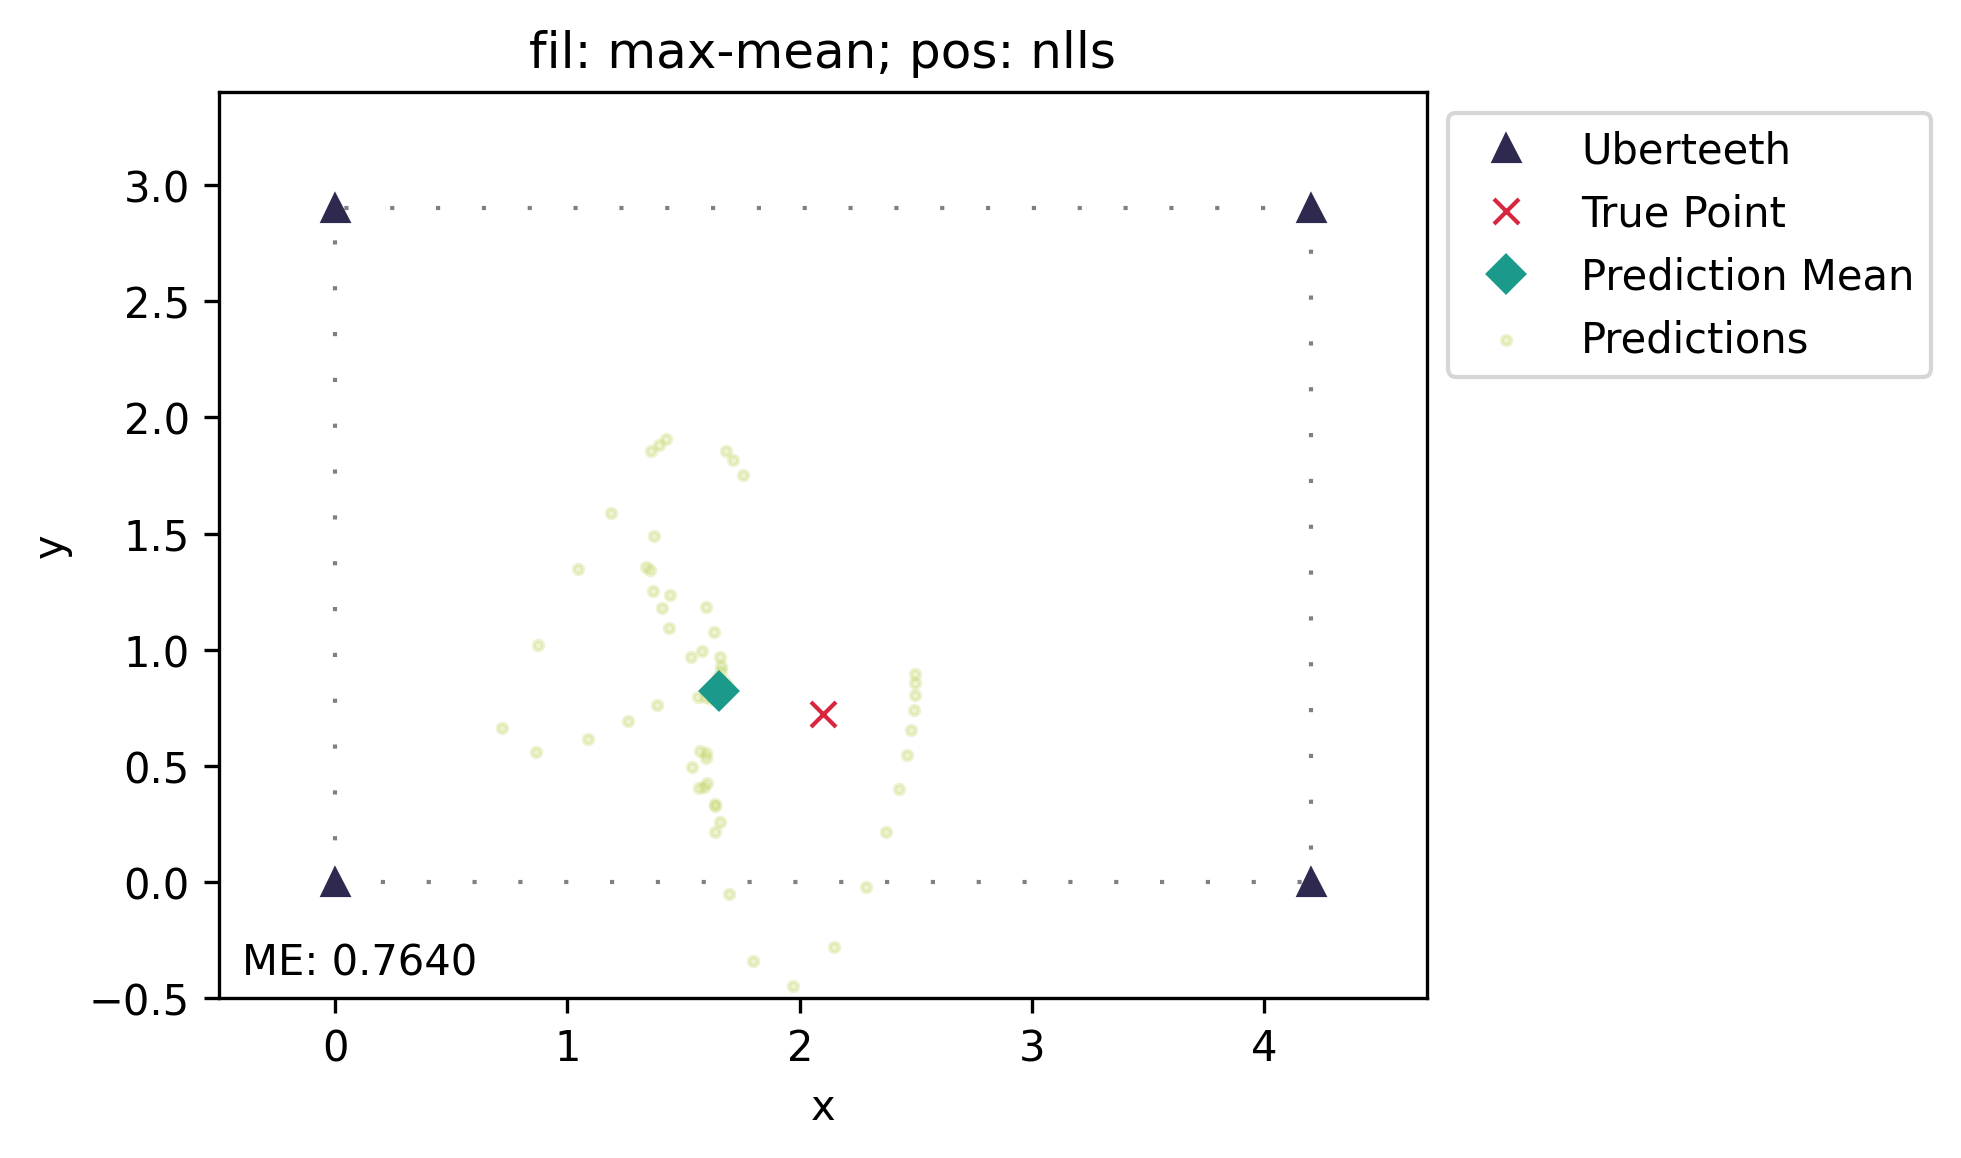 fil: max-mean; pos: nlls
Uberteeth
True Point
Prediction Mean
Predictions
3.0
2.5
2.0
1.5
1.0
0.5
0.0
−0.5
y
ME: 0.7640
0 1 2 3 4
x